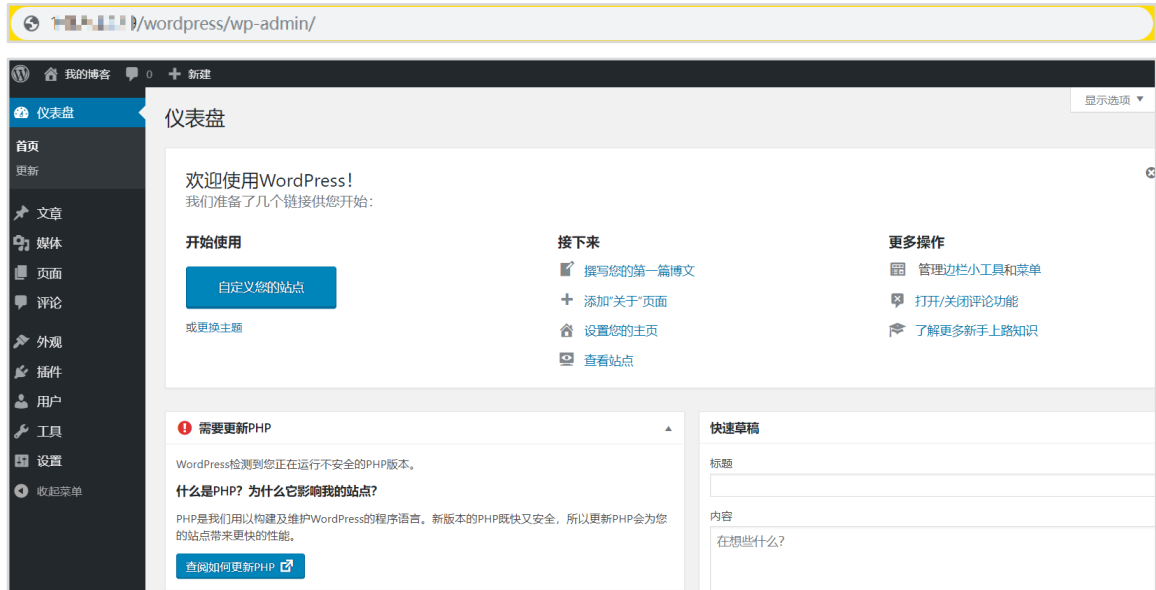 /wordpress/wp-admin/
我的博客 0 新建
仪表盘
首页
更新
文章
媒体
页面
评论
外观
插件
用户
工具
设置
收起菜单
显示选项 ▼
仪表盘
欢迎使用WordPress！
我们准备了几个链接供您开始：
开始使用
自定义您的站点
或更换主题
接下来
撰写您的第一篇博文
添加“关于”页面
设置您的主页
查看站点
更多操作
管理边栏小工具和菜单
打开/关闭评论功能
了解更多新手上路知识
需要更新PHP
WordPress检测到您正在运行不安全的PHP版本。
什么是PHP？为什么它影响我的站点？
PHP是我们用以构建及维护WordPress的程序语言。新版本的PHP既快又安全，所以更新PHP会为您
的站点带来更快的性能。
查阅如何更新PHP
快速草稿
标题
内容
在想些什么？